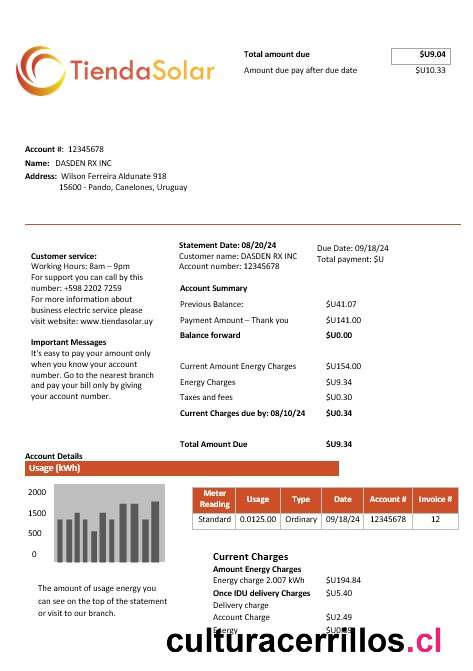 TiendaSolar
Total amount due $U9.04
Amount due pay after due date $U10.33
Account #: 12345678
Name: DASDEN RX INC
Address: Wilson Ferreira Aldunate 918
15600 - Pando, Canelones, Uruguay
Customer service:
Working Hours: 8am – 9pm
For support you can call by this
number: +598 2202 7259
For more information about
business electric service please
visit website: www.tiendasolar.uy
Important Messages
It's easy to pay your amount only
when you know your account
number. Go to the nearest branch
and pay your bill only by giving
your account number.
Statement Date: 08/20/24
Customer name: DASDEN RX INC
Account number: 12345678
Due Date: 09/18/24
Total payment: $U
Account Summary
Previous Balance: $U41.07
Payment Amount – Thank you $U141.00
Balance forward $U0.00
Current Amount Energy Charges $U154.00
Energy Charges $U9.34
Taxes and fees $U0.30
Current Charges due by: 08/10/24 $U0.34
Total Amount Due $U9.34
Account Details
Usage (kWh)
2000
1500
500
0
The amount of usage energy you
can see on the top of the statement
or visit to our branch.
Meter Reading Usage Type Date Account # Invoice #
Standard 0.0125.00 Ordinary 09/18/24 12345678 12
Current Charges
Amount Energy Charges
Energy charge 2.007 kWh $U194.84
Once IDU delivery Charges $U5.40
Delivery charge
Account Charge $U2.49
Energy
culturacerrillos.cl